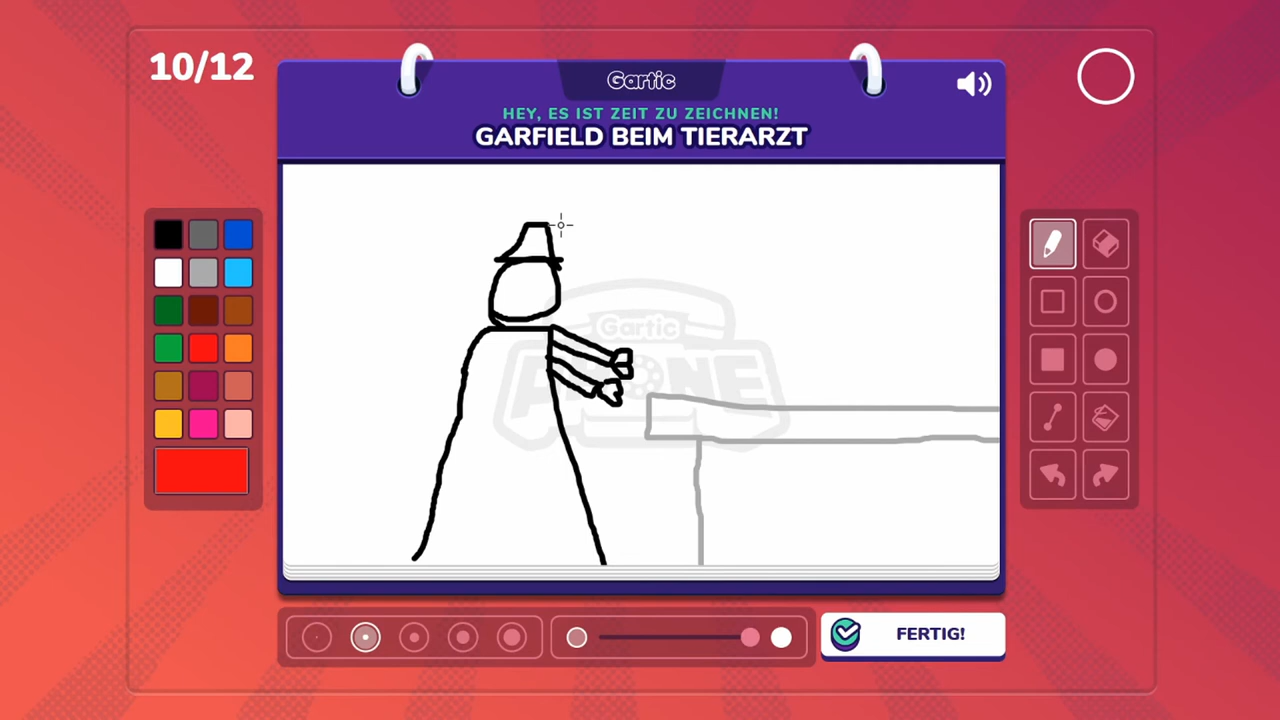 10/12
Gartic
HEY, ES IST ZEIT ZU ZEICHNEN!
GARFIELD BEIM TIERARZT
Gartic
PHONE
FERTIG!